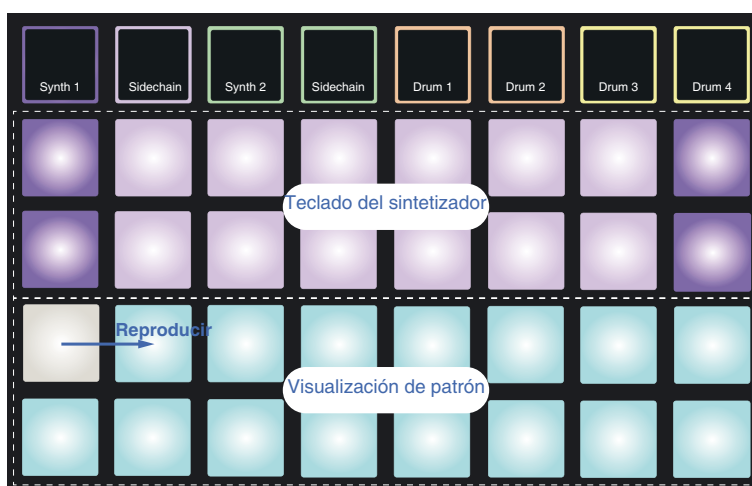 Synth 1 Sidechain Synth 2 Sidechain Drum 1 Drum 2 Drum 3 Drum 4
Teclado del sintetizador
Reproducir
Visualización de patrón